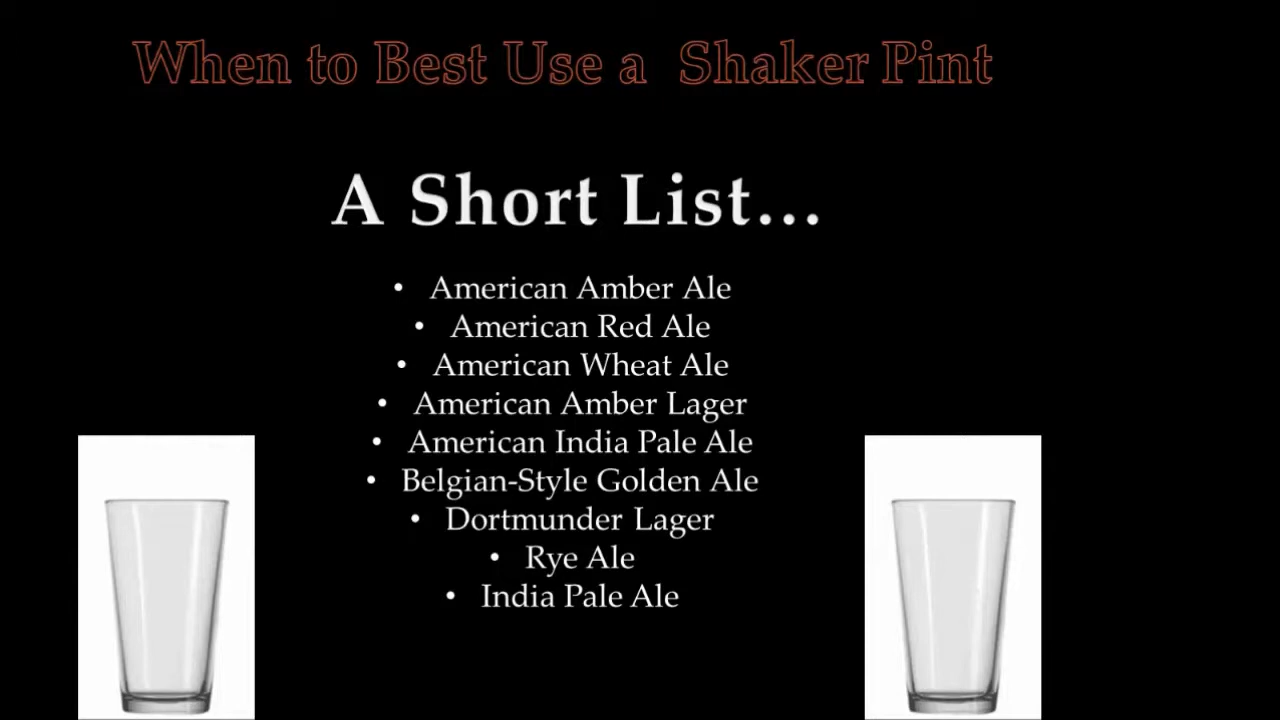 When to Best Use a Shaker Pint
A Short List...
• American Amber Ale
• American Red Ale
• American Wheat Ale
• American Amber Lager
• American India Pale Ale
• Belgian-Style Golden Ale
• Dortmunder Lager
• Rye Ale
• India Pale Ale